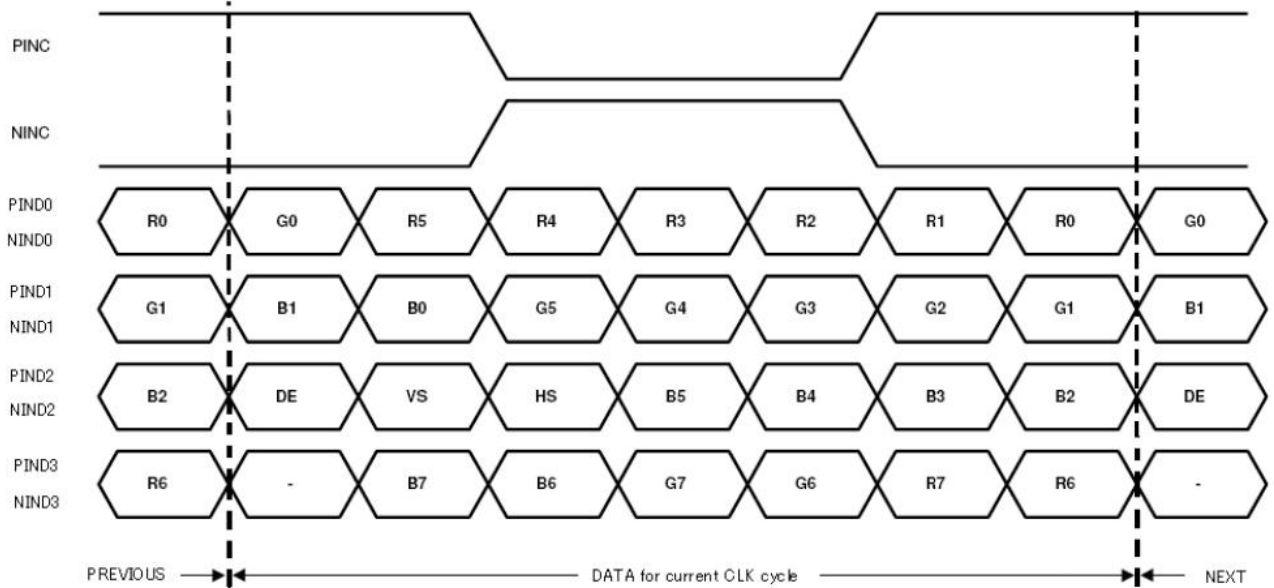 PINC
NINC
PIND0
R0 G0 R5 R4 R3 R2 R1 R0 G0
NIND0
PIND1
G1 B1 B0 G5 G4 G3 G2 G1 B1
NIND1
PIND2
B2 DE VS HS B5 B4 B3 B2 DE
NIND2
PIND3
R6 - B7 B6 G7 G6 R7 R6 -
NIND3
PREVIOUS DATA for current CLK cycle NEXT